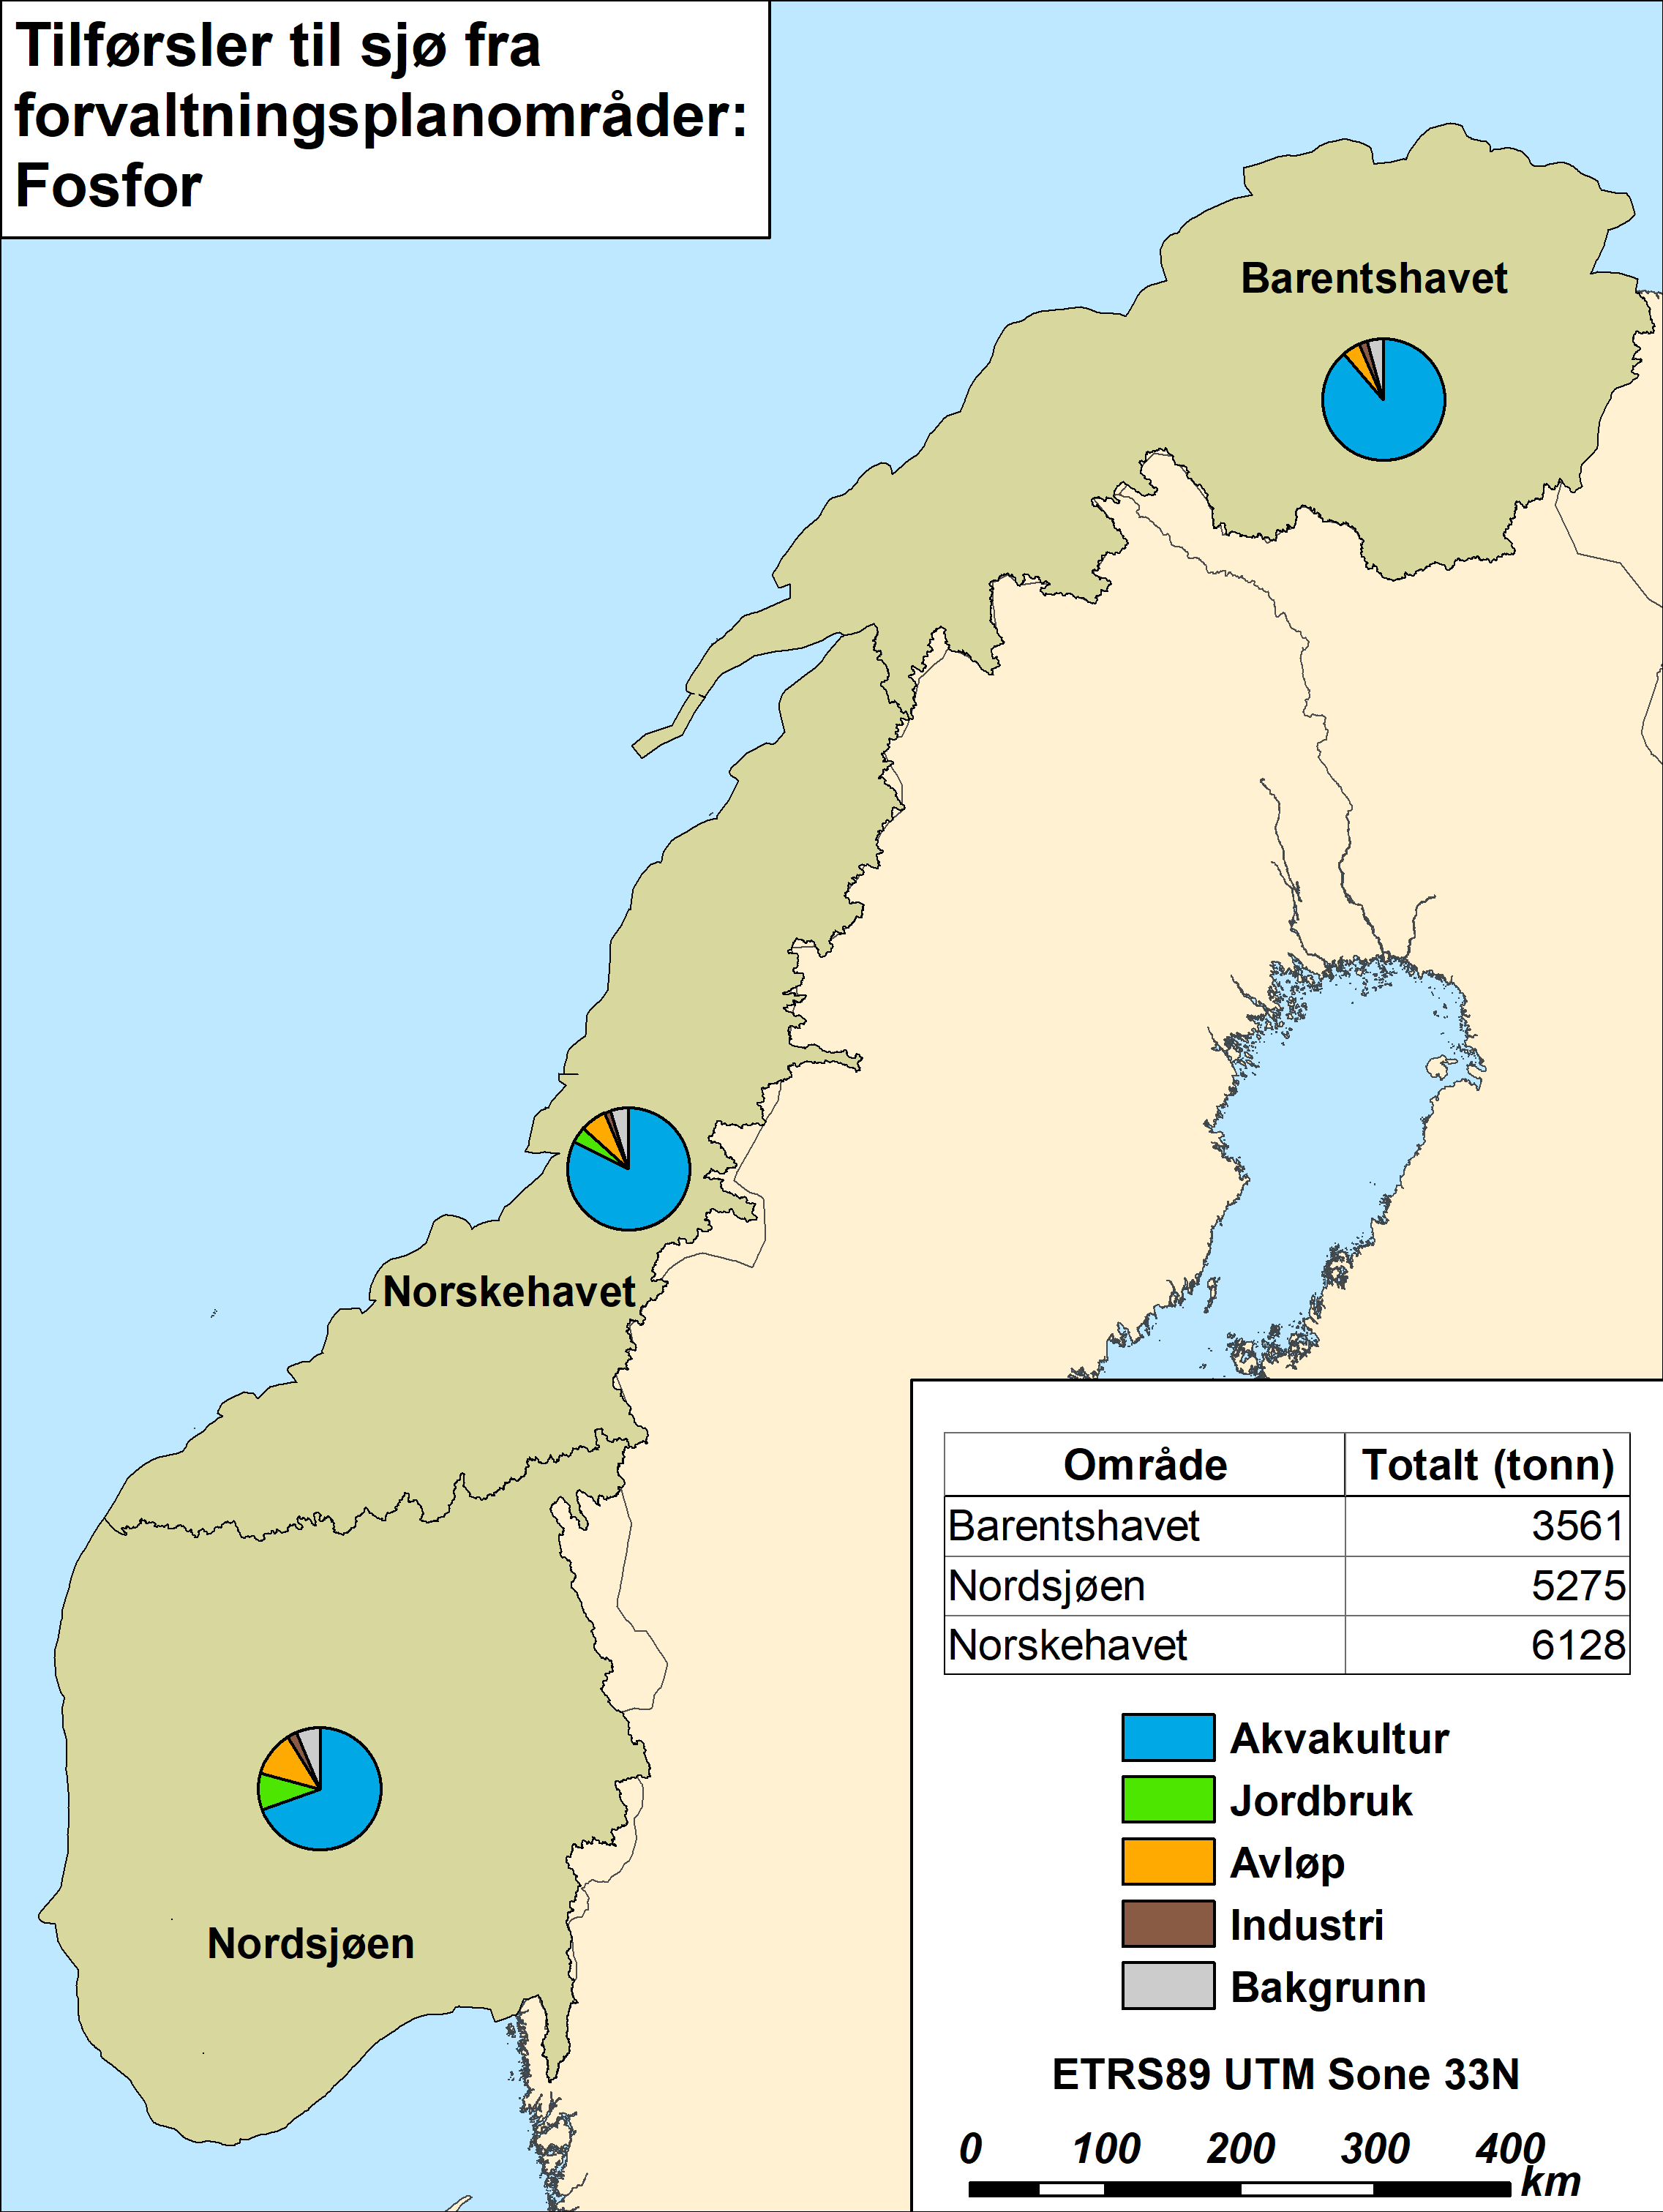 Tilførsler til sjø fra
forvaltningsplanområder:
Fosfor
Barentshavet
Norskehavet
Nordsjøen
Område Totalt (tonn)
Barentshavet 3561
Nordsjøen 5275
Norskehavet 6128
Akvakultur
Jordbruk
Avløp
Industri
Bakgrunn
ETRS89 UTM Sone 33N
0 100 200 300 400
km